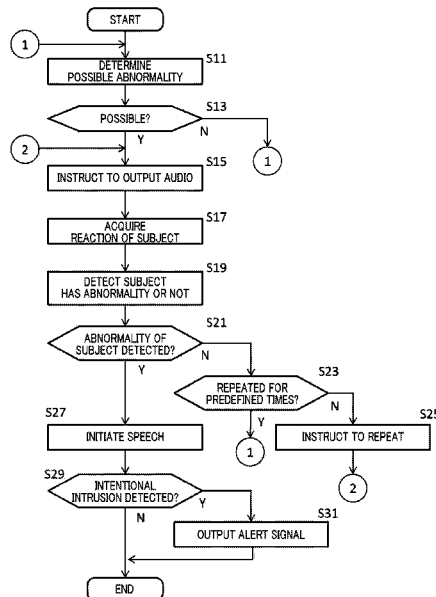 START
1
S11
DETERMINE
POSSIBLE ABNORMALITY
S13
POSSIBLE?
N
Y
1
2
S15
INSTRUCT TO OUTPUT AUDIO
S17
ACQUIRE
REACTION OF SUBJECT
S19
DETECT SUBJECT
HAS ABNORMALITY OR NOT
S21
ABNORMALITY OF
SUBJECT DETECTED?
N
Y
S23
REPEATED FOR
PREDEFINED TIMES?
N
Y
S27
INITIATE SPEECH
1
S25
INSTRUCT TO REPEAT
2
S29
INTENTIONAL
INTRUSION DETECTED?
Y
N
S31
OUTPUT ALERT SIGNAL
END